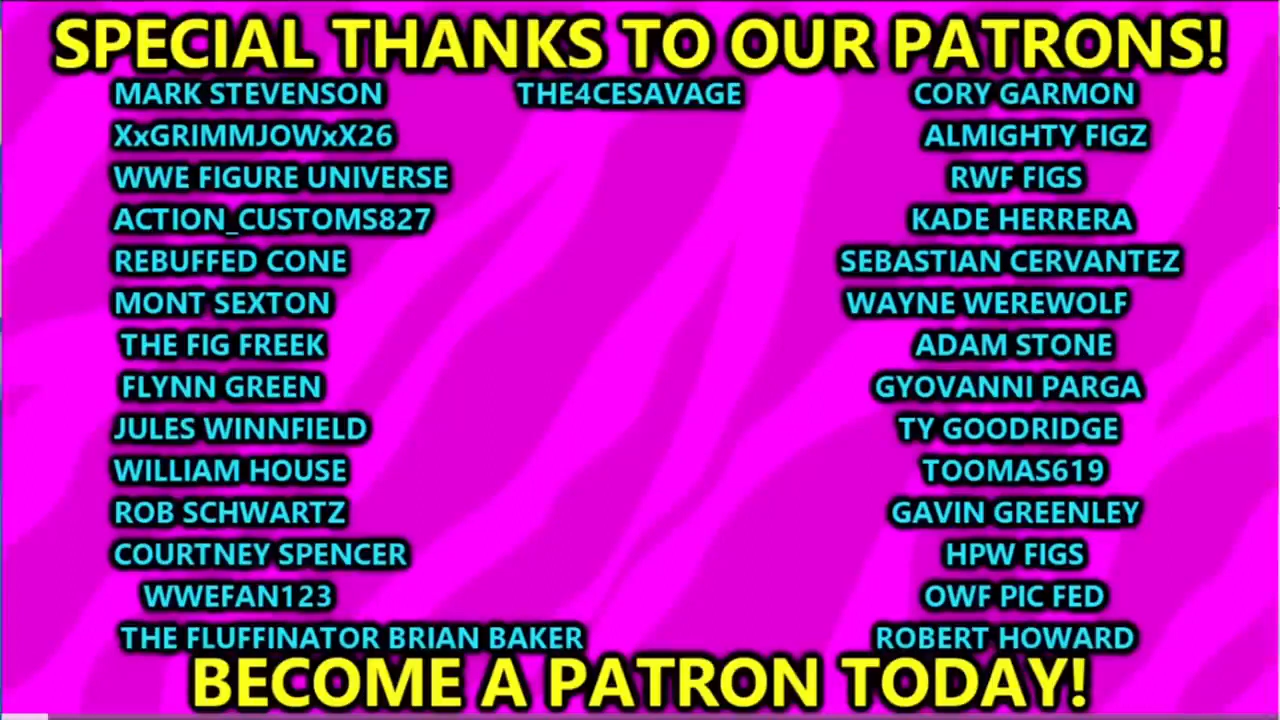 SPECIAL THANKS TO OUR PATRONS!
MARK STEVENSON THE4CESAVAGE CORY GARMON
XxGRIMMJOWxX26 ALMIGHTY FIGZ
WWE FIGURE UNIVERSE RWF FIGS
ACTION_CUSTOMS827 KADE HERRERA
REBUFFED CONE SEBASTIAN CERVANTEZ
MONT SEXTON WAYNE WEREWOLF
THE FIG FREEK ADAM STONE
FLYNN GREEN GYOVANNI PARGA
JULES WINNFIELD TY GOODRIDGE
WILLIAM HOUSE TOOMAS619
ROB SCHWARTZ GAVIN GREENLEY
COURTNEY SPENCER HPW FIGS
WWEFAN123 OWF PIC FED
THE FLUFFINATOR BRIAN BAKER ROBERT HOWARD
BECOME A PATRON TODAY!